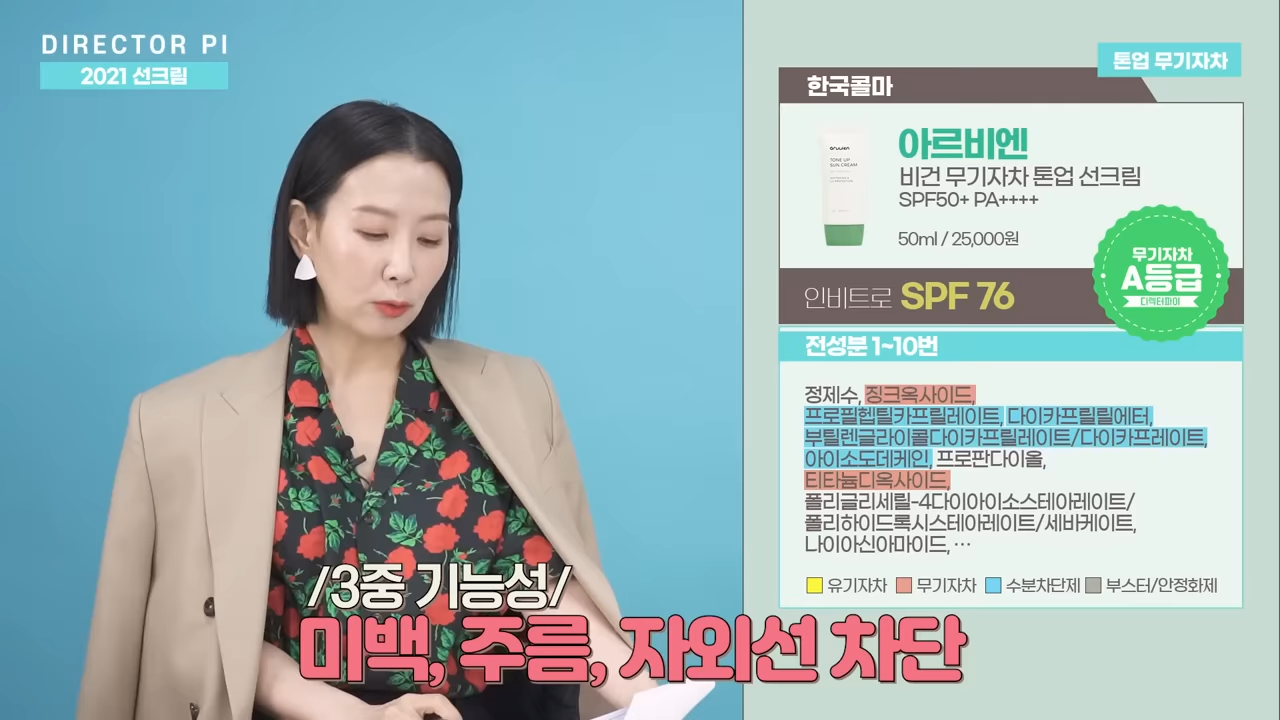 DIRECTOR PI
2021 선크림
톤업 무기자차
한국콜마
아르비엔
비건 무기자차 톤업 선크림
SPF50+ PA++++
50ml / 25,000원
TONE UP
SUN CREAM
무기자차
A등급
디렉터파이
인비트로 SPF 76
전성분 1~10번
정제수, 징크옥사이드,
프로필헵틸카프릴레이트, 다이카프릴릴에터,
부틸렌글라이콜다이카프릴레이트/다이카프레이트,
아이소도데케인, 프로판다이올,
티타늄디옥사이드,
폴리글리세릴-4다이아이소스테아레이트/
폴리하이드록시스테아레이트/세바케이트,
나이아신아마이드, …
유기자차 무기자차 수분차단제 부스터/안정화제
/3중 기능성/
미백, 주름, 자외선 차단